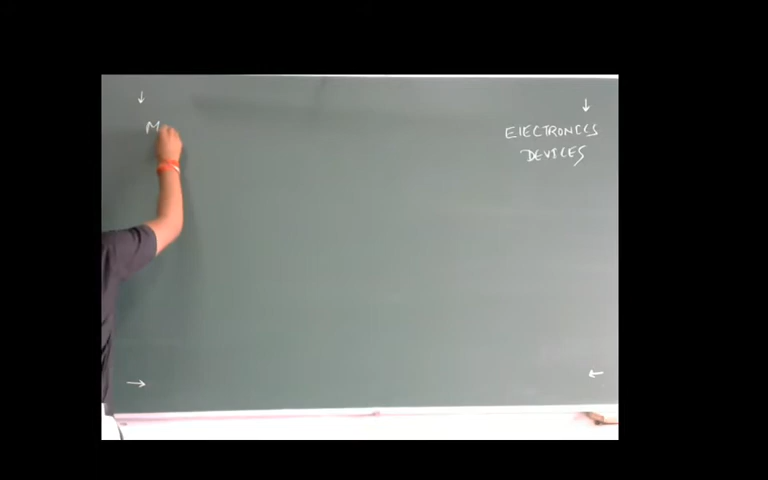 ↓
↓
M
ElECTRONICS
DEVICES
→
←